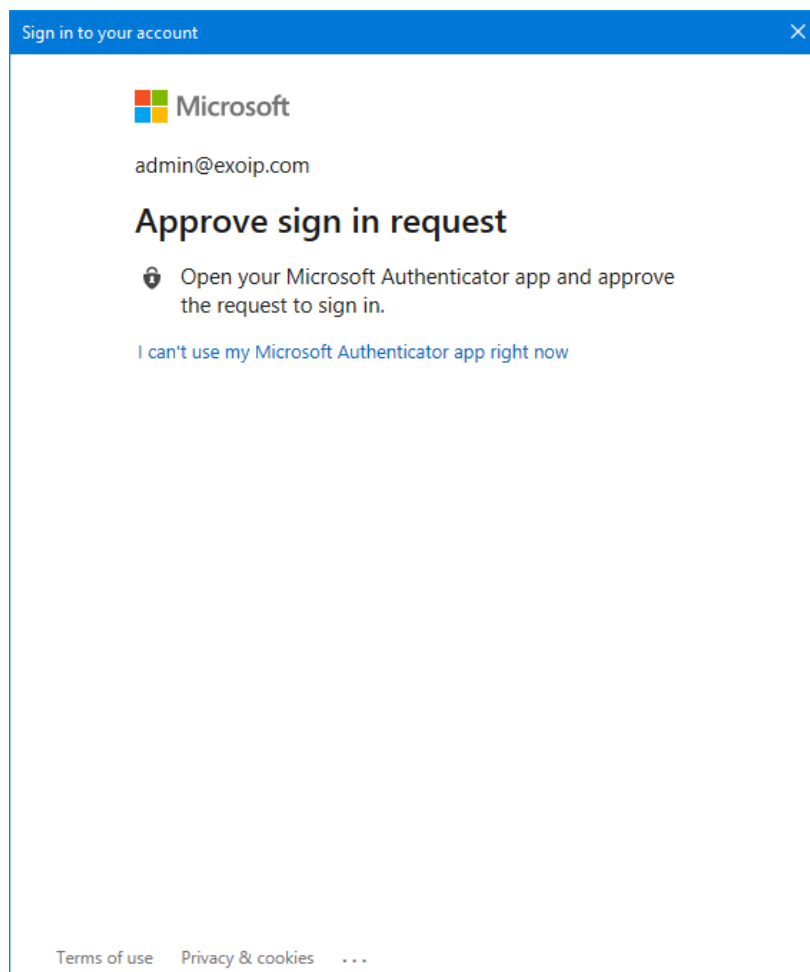 Sign in to your account
Microsoft
admin@exoip.com
Approve sign in request
Open your Microsoft Authenticator app and approve
the request to sign in.
I can't use my Microsoft Authenticator app right now
Terms of use Privacy & cookies ...